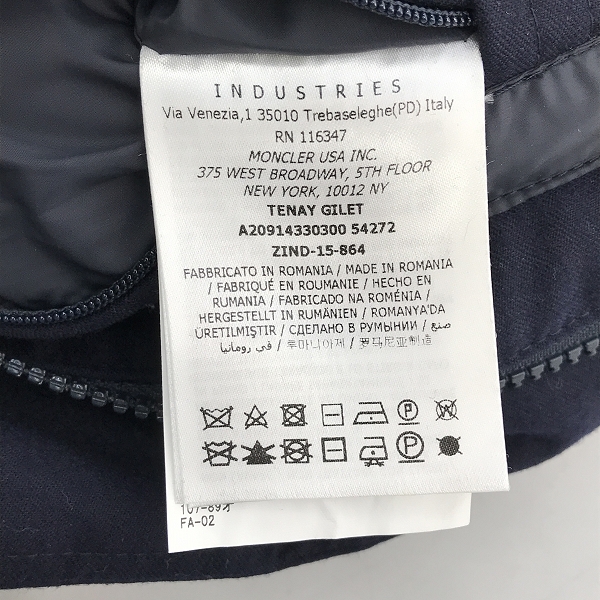 INDUSTRIES
Via Venezia,1 35010 Trebaseleghe(PD) Italy
RN 116347
MONCLER USA INC.
375 WEST BROADWAY, 5TH FLOOR
NEW YORK, 10012 NY
TENAY GILET
A20914330300 54272
ZIND-15-864
FABBRICATO IN ROMANIA / MADE IN ROMANIA
/ FABRIQUÉ EN ROUMANIE / HECHO EN
RUMANIA / FABRICADO NA ROMÉNIA /
HERGESTELLT IN RUMÄNIEN / ROMANYA'DA
ÜRETILMIŞTIR / СДЕЛАНО В РУМЫНИИ / صنع
في رومانيا / 루마니아제 / 罗马尼亚制造
P W
P
FA-02